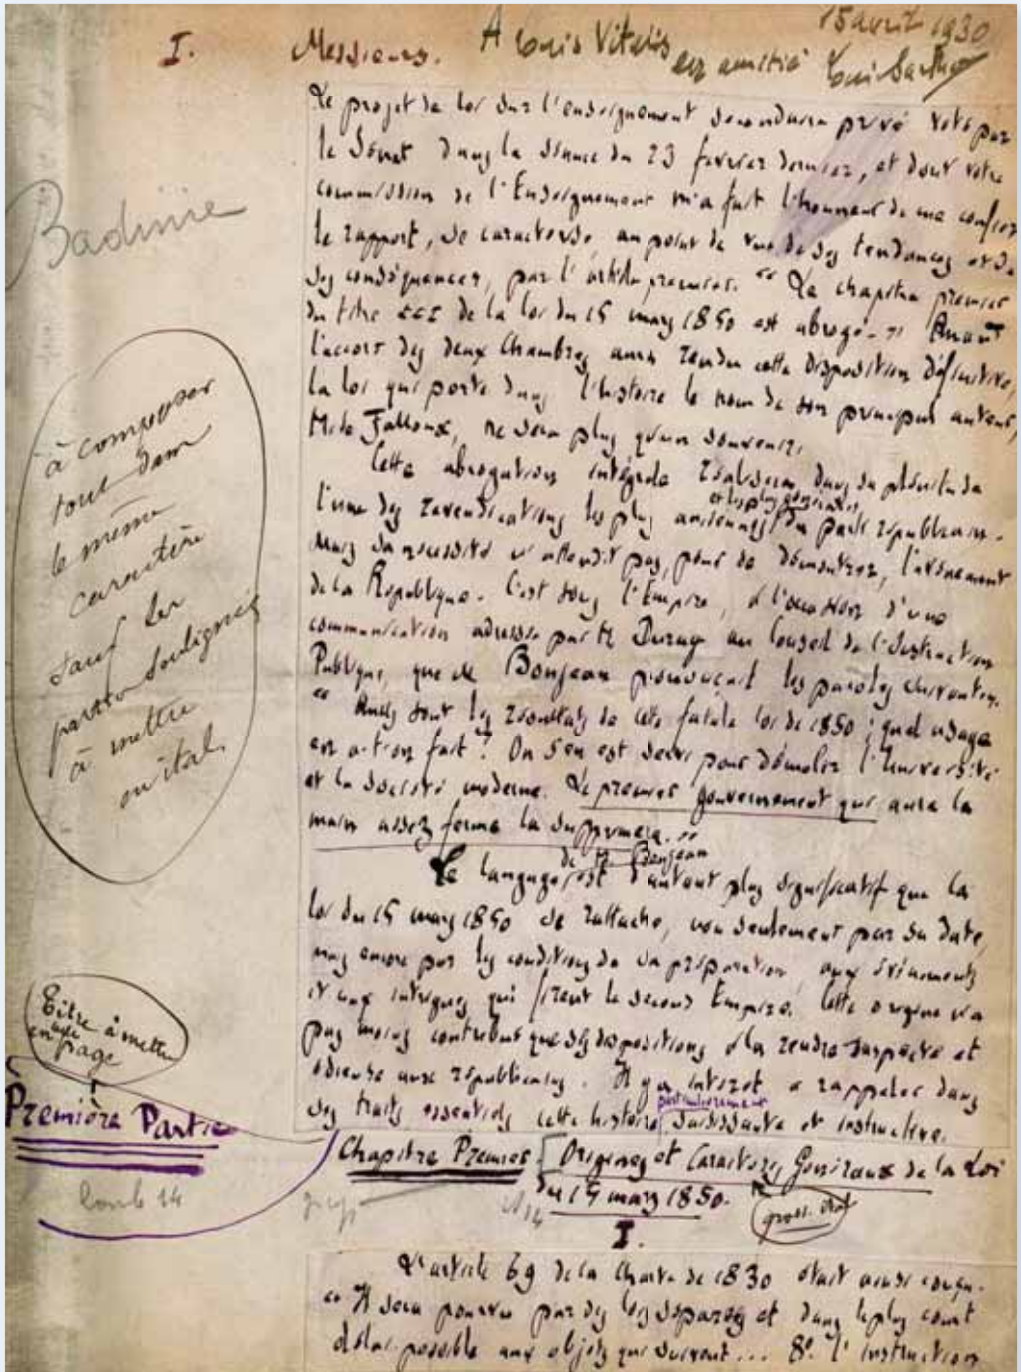 15 avril 1930
A Louis Vitalis
en amitié Louis Barthou
I. Messieurs.
Le projet de loi sur l'enseignement secondaire privé voté par
le Sénat dans la séance du 23 février dernier, et dont votre
commission de l'Enseignement m'a fait l'honneur de me confier
le rapport, se caractérise, au point de vue de ses tendances et de
ses conséquences, par l'article premier. "Le chapitre premier
du titre III de la loi du 15 mars 1850 est abrogé." Quand
l'accord des deux Chambres aura rendu cette disposition définitive,
la loi qui porte dans l'histoire le nom de son principal auteur,
M. de Falloux, ne sera plus qu'un souvenir.
Cette abrogation intégrale réalisera dans sa plénitude
l'une des revendications les plus anciennes et les plus générales du parti républicain.
Mais sa nécessité n'attendit pas, pour se démontrer, l'avènement
de la République. C'est sous l'Empire, à l'occasion d'une
communication adressée par M. Duruy au Conseil de l'Instruction
Publique, que M. Bonjean prononçait les paroles suivantes.
"Quels sont les résultats de cette fatale loi de 1850 ; quel usage
en a-t-on fait ? On s'en est servi pour démolir l'Université
et la société moderne. Le premier gouvernement qui aura la
main assez ferme la supprimera."
Ce langage de M. Bonjean est d'autant plus significatif que la
loi du 15 mars 1850 se rattache, non seulement par sa date,
mais encore par les conditions de sa préparation, aux événements
et aux intrigues qui firent le second Empire. Cette origine n'a
pas moins contribué que ses dispositions à la rendre suspecte et
odieuse aux républicains. Il y a intérêt à rappeler dans
ses traits essentiels cette histoire particulièrement saisissante et instructive.
Chapitre Premier [Origines et Caractères Généraux de la Loi
du 15 mars 1850.
gross.
I.
L'article 69 de la Charte de 1830 était ainsi conçu.
"Il sera pourvu par des lois séparées et dans le plus court
délai possible aux objets qui suivent... 8º. l'instruction
Badinie
à composer
tout dans
le même
caractère
sauf les
parties soulignées
à mettre
en ital.
Titre à mettre
en page
Première Partie
14